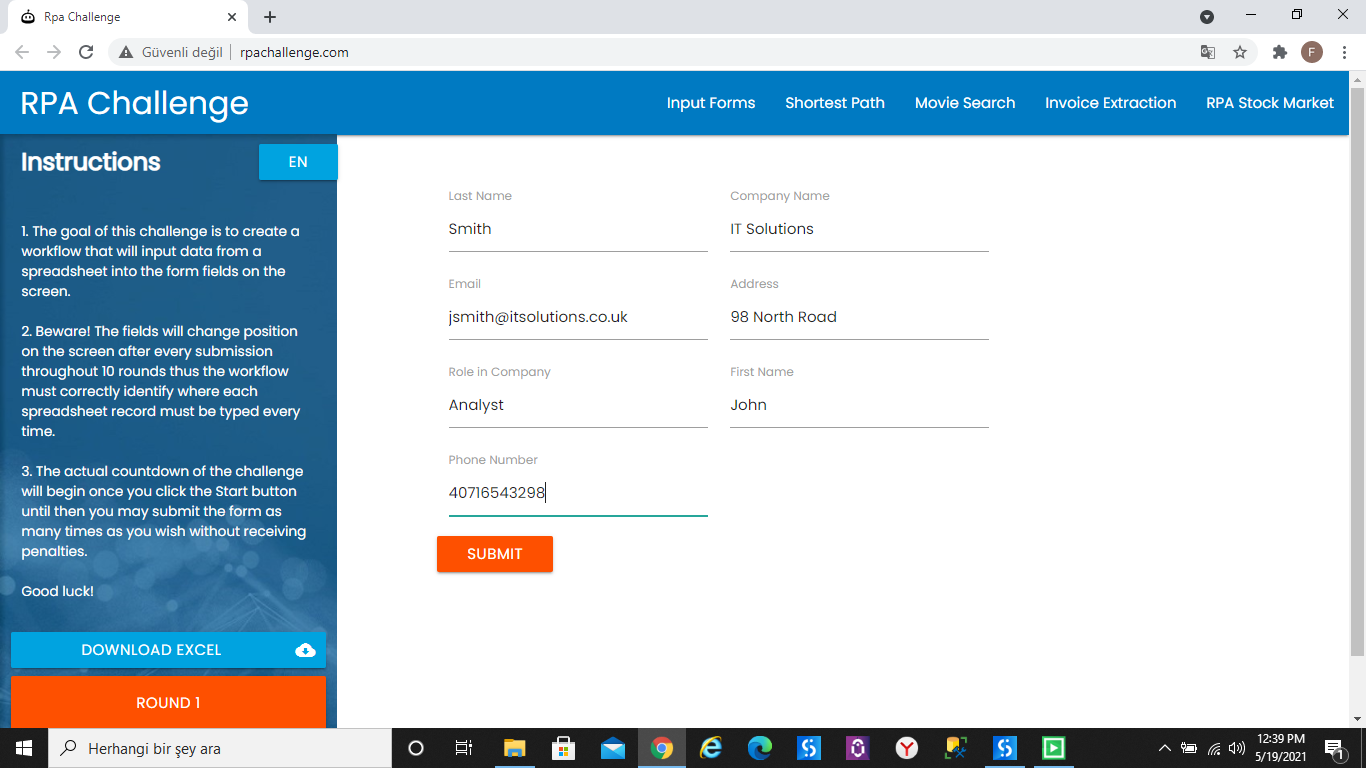 Rpa Challenge
Güvenli değil
rpachallenge.com
F
RPA Challenge
Input Forms
Shortest Path
Movie Search
Invoice Extraction
RPA Stock Market
Instructions
EN
1. The goal of this challenge is to create a
workflow that will input data from a
spreadsheet into the form fields on the
screen.
2. Beware! The fields will change position
on the screen after every submission
throughout 10 rounds thus the workflow
must correctly identify where each
spreadsheet record must be typed every
time.
3. The actual countdown of the challenge
will begin once you click the Start button
until then you may submit the form as
many times as you wish without receiving
penalties.
Good luck!
DOWNLOAD EXCEL
ROUND 1
Last Name
Smith
Company Name
IT Solutions
Email
jsmith@itsolutions.co.uk
Address
98 North Road
Role in Company
Analyst
First Name
John
Phone Number
40716543298
SUBMIT
Herhangi bir şey ara
12:39 PM
5/19/2021
1